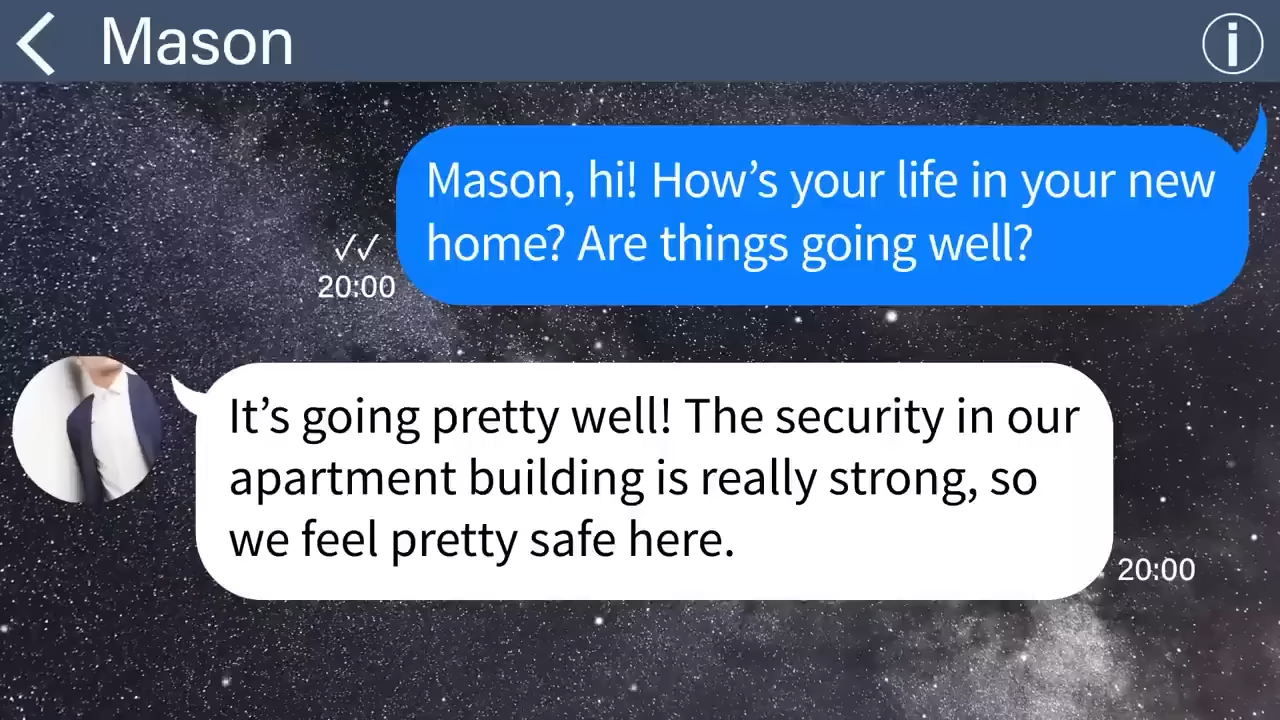 Mason
Mason, hi! How’s your life in your new
home? Are things going well?
20:00
It’s going pretty well! The security in our
apartment building is really strong, so
we feel pretty safe here.
20:00